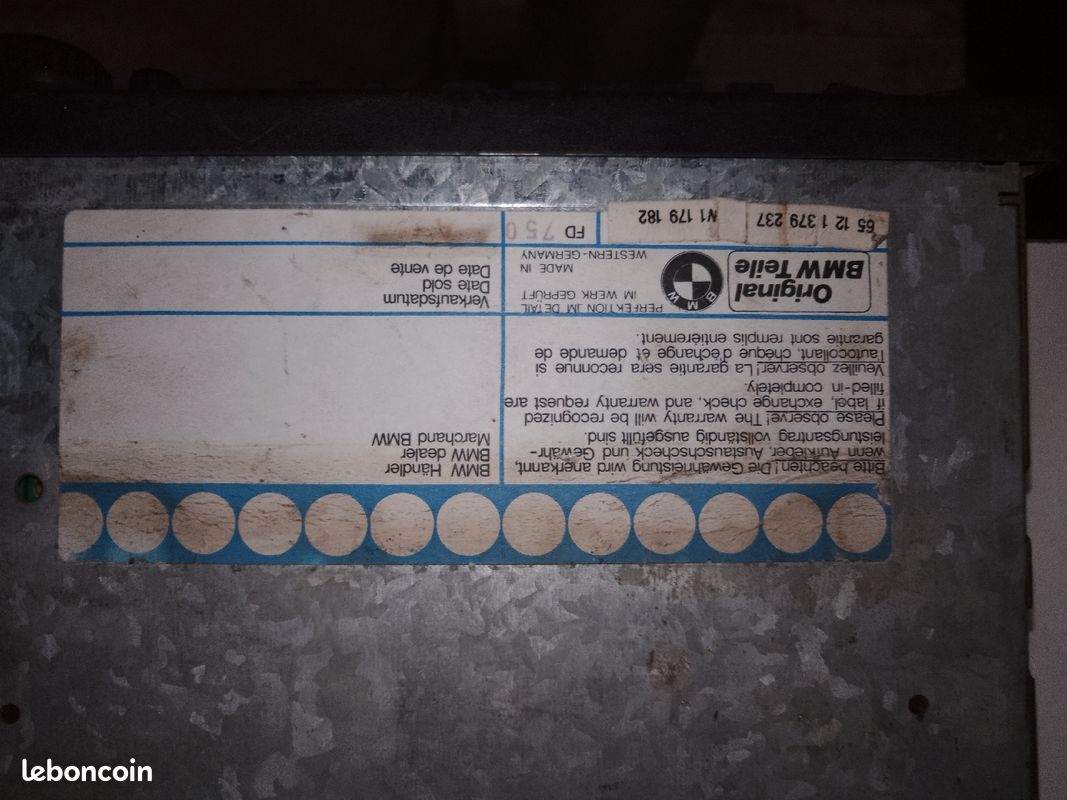 65 12 1 379 237
N1 179 182
FD 750
Original
BMW Teile
BMW
PERFEKTION IM DETAIL
IM WERK GEPRÜFT
MADE IN
WESTERN-GERMANY
Verkaufsdatum
Date sold
Date de vente
Bitte beachten! Die Gewährleistung wird anerkannt,
wenn Aufkleber, Austauscheck und Gewähr-
leistungsantrag vollständig ausgefüllt sind.
Please observe! The warranty will be recognized
if label, exchange check, and warranty request are
filled-in completely.
Veuillez observer! La garantie sera reconnue si
l'autocollant, chèque d'échange et demande de
garantie sont remplis entièrement.
BMW Händler
BMW dealer
Marchand BMW
leboncoin